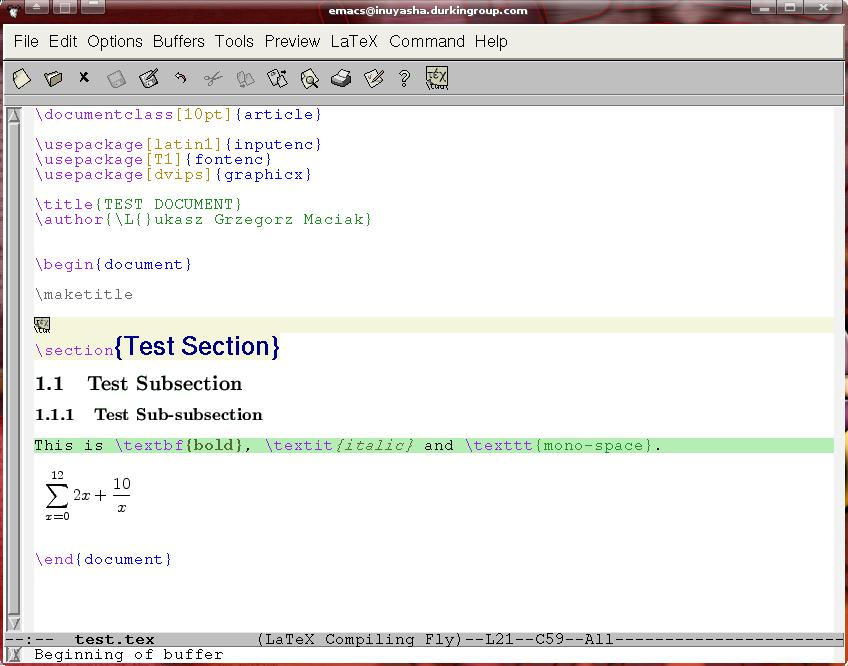 emacs@inuyasha.durkingroup.com
File Edit Options Buffers Tools Preview LaTeX Command Help
\documentclass[10pt]{article}
\usepackage[latin1]{inputenc}
\usepackage[T1]{fontenc}
\usepackage[dvips]{graphicx}
\title{TEST DOCUMENT}
\author{\L{}ukasz Grzegorz Maciak}
\begin{document}
\maketitle
\section{Test Section}
1.1 Test Subsection
1.1.1 Test Sub-subsection
This is \textbf{bold}, \textit{italic} and \texttt{mono-space}.
12
∑ 2x + 10/x
x=0
\end{document}
--:-- test.tex (LaTeX Compiling Fly)--L21--C59--All-----------------------
Beginning of buffer